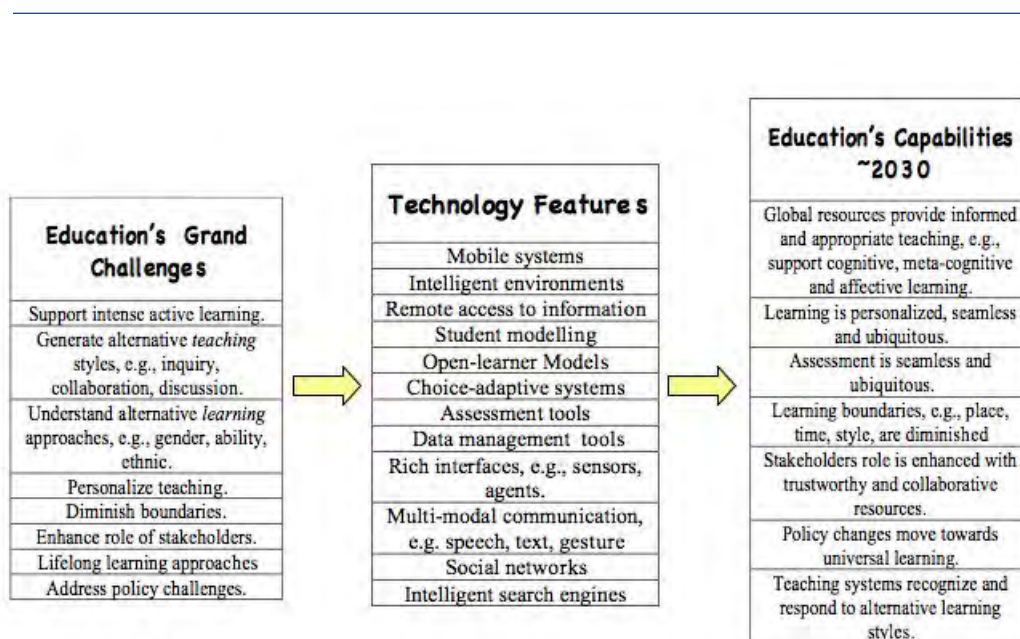 Education's Grand
Challenges
Support intense active learning.
Generate alternative teaching
styles, e.g., inquiry,
collaboration, discussion.
Understand alternative learning
approaches, e.g., gender, ability,
ethnic.
Personalize teaching.
Diminish boundaries.
Enhance role of stakeholders.
Lifelong learning approaches
Address policy challenges.
Technology Features
Mobile systems
Intelligent environments
Remote access to information
Student modelling
Open-learner Models
Choice-adaptive systems
Assessment tools
Data management tools
Rich interfaces, e.g., sensors,
agents.
Multi-modal communication,
e.g. speech, text, gesture
Social networks
Intelligent search engines
Education's Capabilities
~2030
Global resources provide informed
and appropriate teaching, e.g.,
support cognitive, meta-cognitive
and affective learning.
Learning is personalized, seamless
and ubiquitous.
Assessment is seamless and
ubiquitous.
Learning boundaries, e.g., place,
time, style, are diminished
Stakeholders role is enhanced with
trustworthy and collaborative
resources.
Policy changes move towards
universal learning.
Teaching systems recognize and
respond to alternative learning
styles.